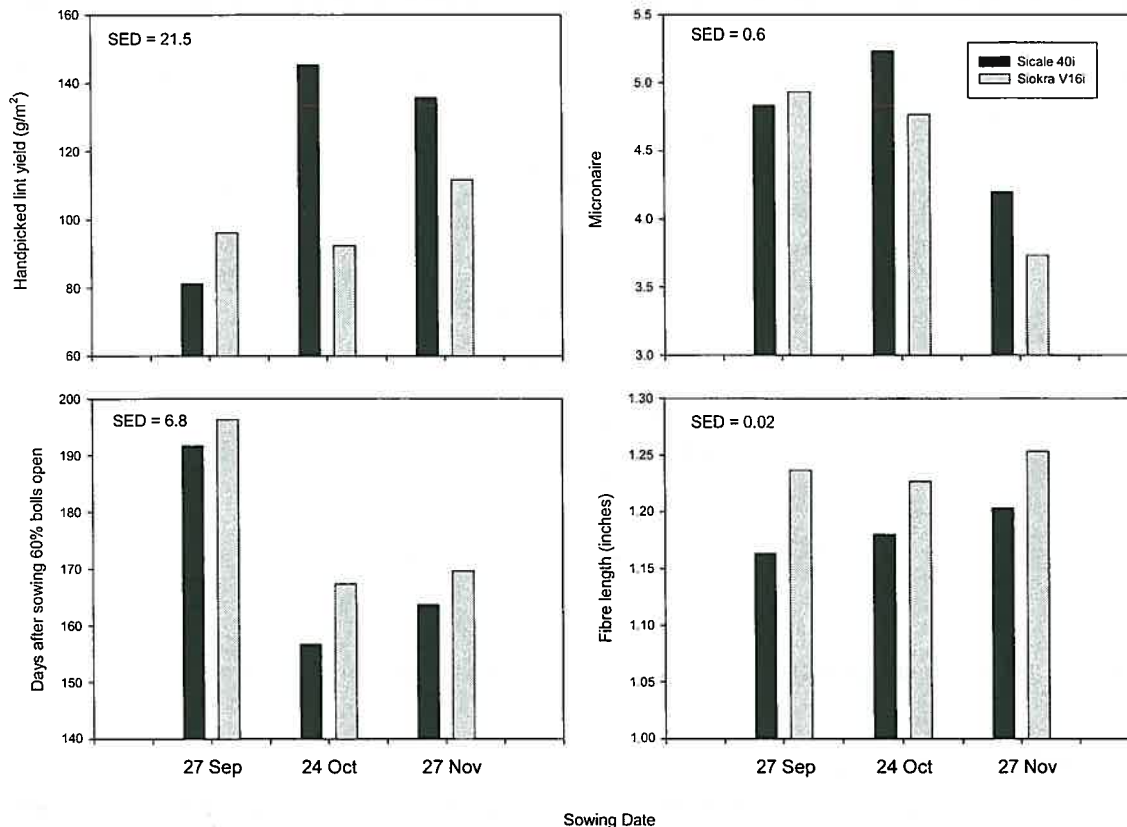 SED = 21.5
Handpicked lint yield (g/m²)
160
140
120
100
80
60
SED = 0.6
Sicale 40i
Siokra V16i
Micronaire
5.5
5.0
4.5
4.0
3.5
3.0
SED = 6.8
Days after sowing 60% bolls open
200
190
180
170
160
150
140
27 Sep
24 Oct
27 Nov
SED = 0.02
Fibre length (inches)
1.30
1.25
1.20
1.15
1.10
1.05
1.00
27 Sep
24 Oct
27 Nov
Sowing Date